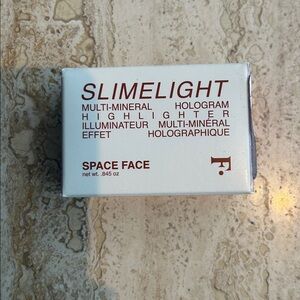 SLIMELIGHT
MULTI-MINERAL HOLOGRAM
HIGHLIGHTER
ILLUMINATEUR MULTI-MINÉRAL
EFFET HOLOGRAPHIQUE
SPACE FACE
net wt. .845 oz
F